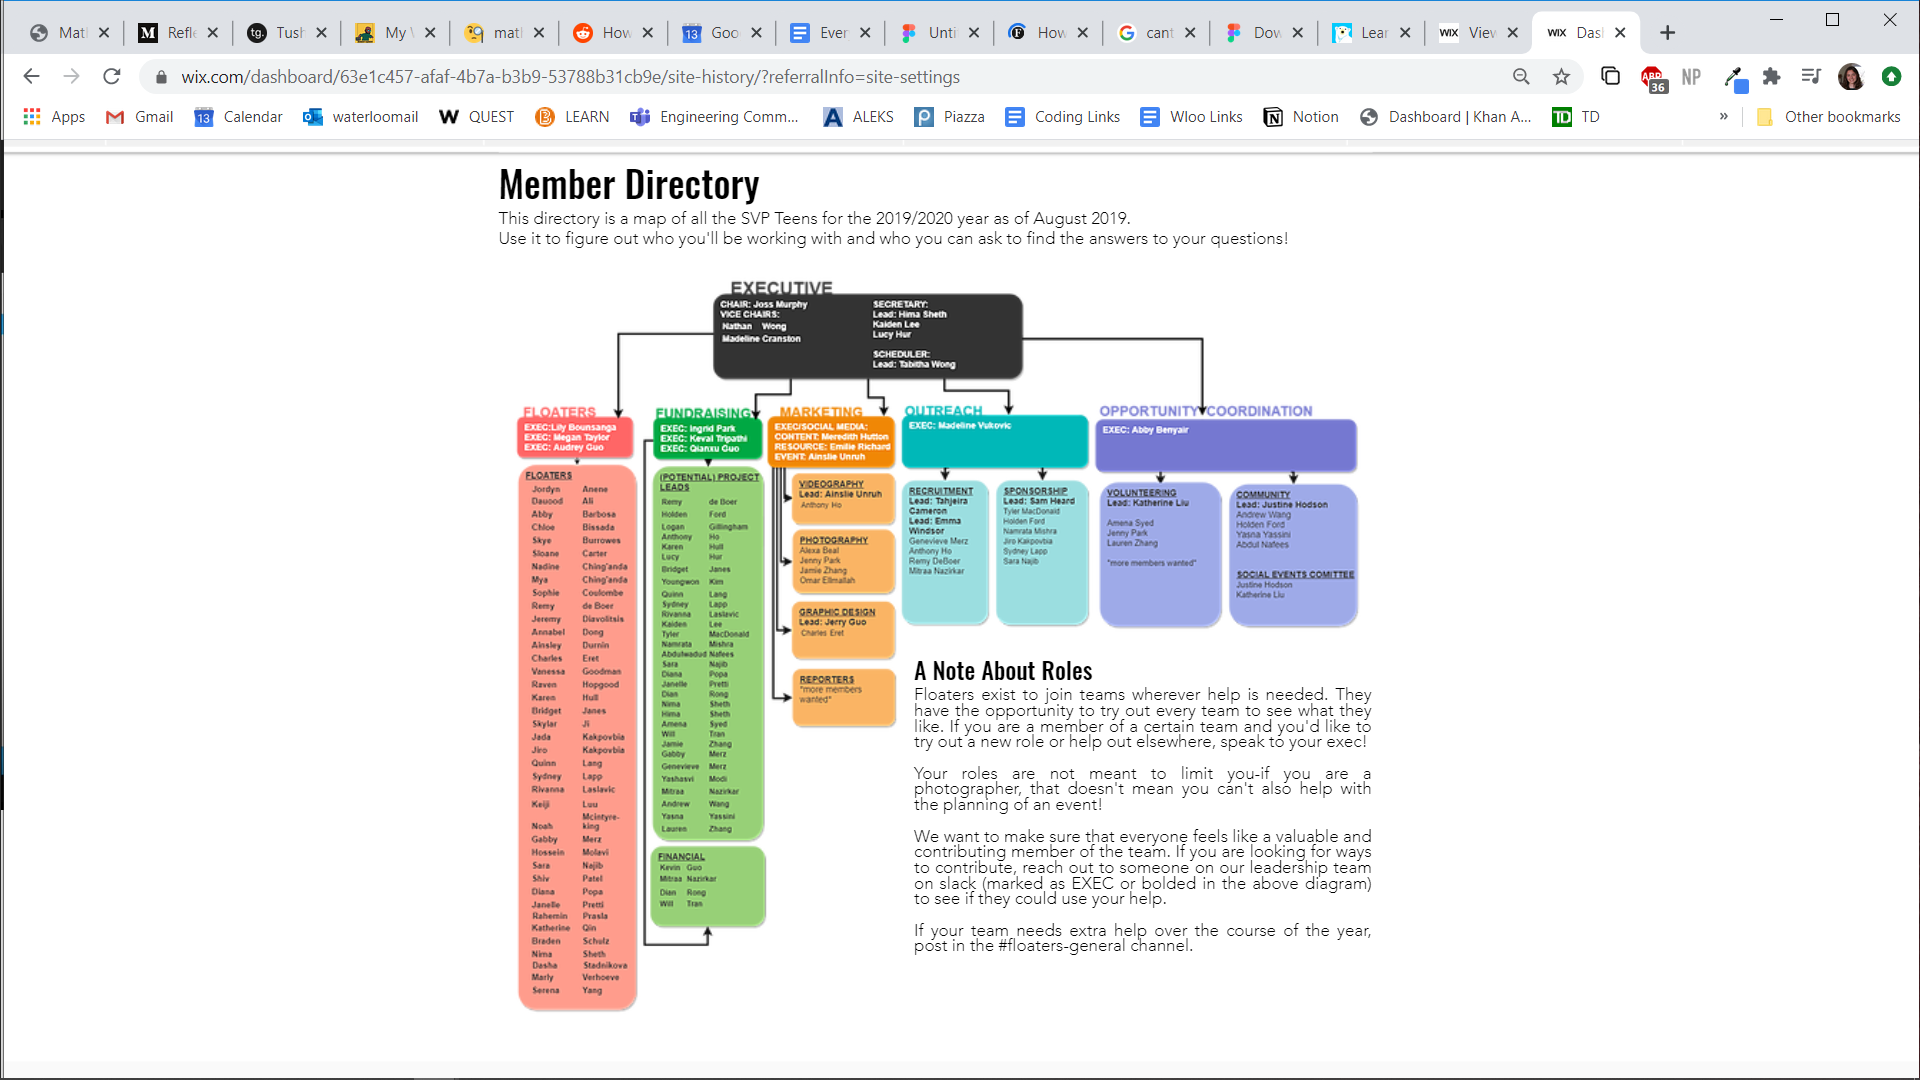 Mat
Refle
Tush
My \
matl
How
Goo
Ever
Unti
How
cant
Dow
Lear
WIX View
WIX Dash
wix.com/dashboard/63e1c457-afaf-4b7a-b3b9-53788b31cb9e/site-history/?referralInfo=site-settings
ABP 36 NP
Apps Gmail Calendar waterloomail QUEST LEARN Engineering Comm... ALEKS Piazza Coding Links Wloo Links Notion Dashboard | Khan A... TD » Other bookmarks
Member Directory
This directory is a map of all the SVP Teens for the 2019/2020 year as of August 2019.
Use it to figure out who you'll be working with and who you can ask to find the answers to your questions!
EXECUTIVE
CHAIR: Joss Murphy
VICE CHAIRS:
Nathan Wong
Madeline Cranston
SECRETARY:
Lead: Hima Sheth
Kaiden Lee
Lucy Hur
SCHEDULER:
Lead: Tabitha Wong
FLOATERS
EXEC:Lily Bounsanga
EXEC: Megan Taylor
EXEC: Audrey Guo
FLOATERS
Jordyn Anene
Dauood Ali
Abby Barbosa
Chloe Bissada
Skye Burrowes
Sloane Carter
Nadine Ching'anda
Mya Ching'anda
Sophie Coulombe
Remy de Boer
Jeremy Diavolitsis
Annabel Dong
Ainsley Durnin
Charles Eret
Vanessa Goodman
Raven Hopgood
Karen Hull
Bridget Janes
Skylar Ji
Jada Kakpovbia
Jiro Kakpovbia
Quinn Lang
Sydney Lapp
Rivanna Laslavic
Keiji Luu
Noah Mcintyre-
king
Gabby Merz
Hossein Molavi
Sara Najib
Shiv Patel
Diana Popa
Janelle Pretti
Rahemin Prasla
Katherine Qin
Braden Schulz
Nima Sheth
Dasha Stadnikova
Marly Verhoeve
Serena Yang
FUNDRAISING
EXEC: Ingrid Park
EXEC: Keval Tripathi
EXEC: Qianxu Guo
(POTENTIAL) PROJECT
LEADS
Remy de Boer
Holden Ford
Logan Gillingham
Anthony Ho
Karen Hull
Lucy Hur
Bridget Janes
Youngwon Kim
Quinn Lang
Sydney Lapp
Rivanna Laslavic
Kaiden Lee
Tyler MacDonald
Namrata Mishra
Abdulwadud Nafees
Sara Najib
Diana Popa
Janelle Pretti
Dian Rong
Nima Sheth
Hima Sheth
Amena Syed
Will Tran
Jamie Zhang
Gabby Merz
Genevieve Merz
Yashasvi Modi
Mitraa Nazirkar
Andrew Wang
Yasna Yassini
Lauren Zhang
FINANCIAL
Kevin Guo
Mitraa Nazirkar
Dian Rong
Will Tran
MARKETING
EXEC/SOCIAL MEDIA:
CONTENT: Meredith Hutton
RESOURCE: Emilie Richard
EVENT: Ainslie Unruh
VIDEOGRAPHY
Lead: Ainslie Unruh
Anthony Ho
PHOTOGRAPHY
Alexa Beal
Jenny Park
Jamie Zhang
Omar Ellmallah
GRAPHIC DESIGN
Lead: Jerry Guo
Charles Eret
REPORTERS
"more members
wanted"
OUTREACH
EXEC: Madeline Vukovic
RECRUITMENT
Lead: Tahjeira
Cameron
Lead: Emma
Windsor
Genevieve Merz
Anthony Ho
Remy DeBoer
Mitraa Nazirkar
SPONSORSHIP
Lead: Sam Heard
Tyler MacDonald
Holden Ford
Namrata Mishra
Jiro Kakpovbia
Sydney Lapp
Sara Najib
OPPORTUNITY COORDINATION
EXEC: Abby Benyair
VOLUNTEERING
Lead: Katherine Liu
Amena Syed
Jenny Park
Lauren Zhang
"more members wanted"
COMMUNITY
Lead: Justine Hodson
Andrew Wang
Holden Ford
Yasna Yassini
Abdul Nafees
SOCIAL EVENTS COMITTEE
Justine Hodson
Katherine Liu
A Note About Roles
Floaters exist to join teams wherever help is needed. They
have the opportunity to try out every team to see what they
like. If you are a member of a certain team and you'd like to
try out a new role or help out elsewhere, speak to your exec!
Your roles are not meant to limit you-if you are a
photographer, that doesn't mean you can't also help with
the planning of an event!
We want to make sure that everyone feels like a valuable and
contributing member of the team. If you are looking for ways
to contribute, reach out to someone on our leadership team
on slack (marked as EXEC or bolded in the above diagram)
to see if they could use your help.
If your team needs extra help over the course of the year,
post in the #floaters-general channel.